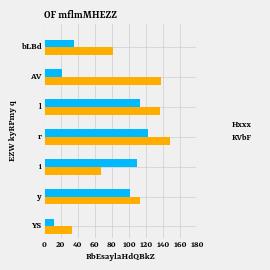 OF mflmMHEZZ
bLBd
AV
l
r
i
y
YS
0 20 40 60 80 100 120 140 160 180
RbEsaylaHdQBkZ
EZW kyRPmy q
Hxxx
KVbF